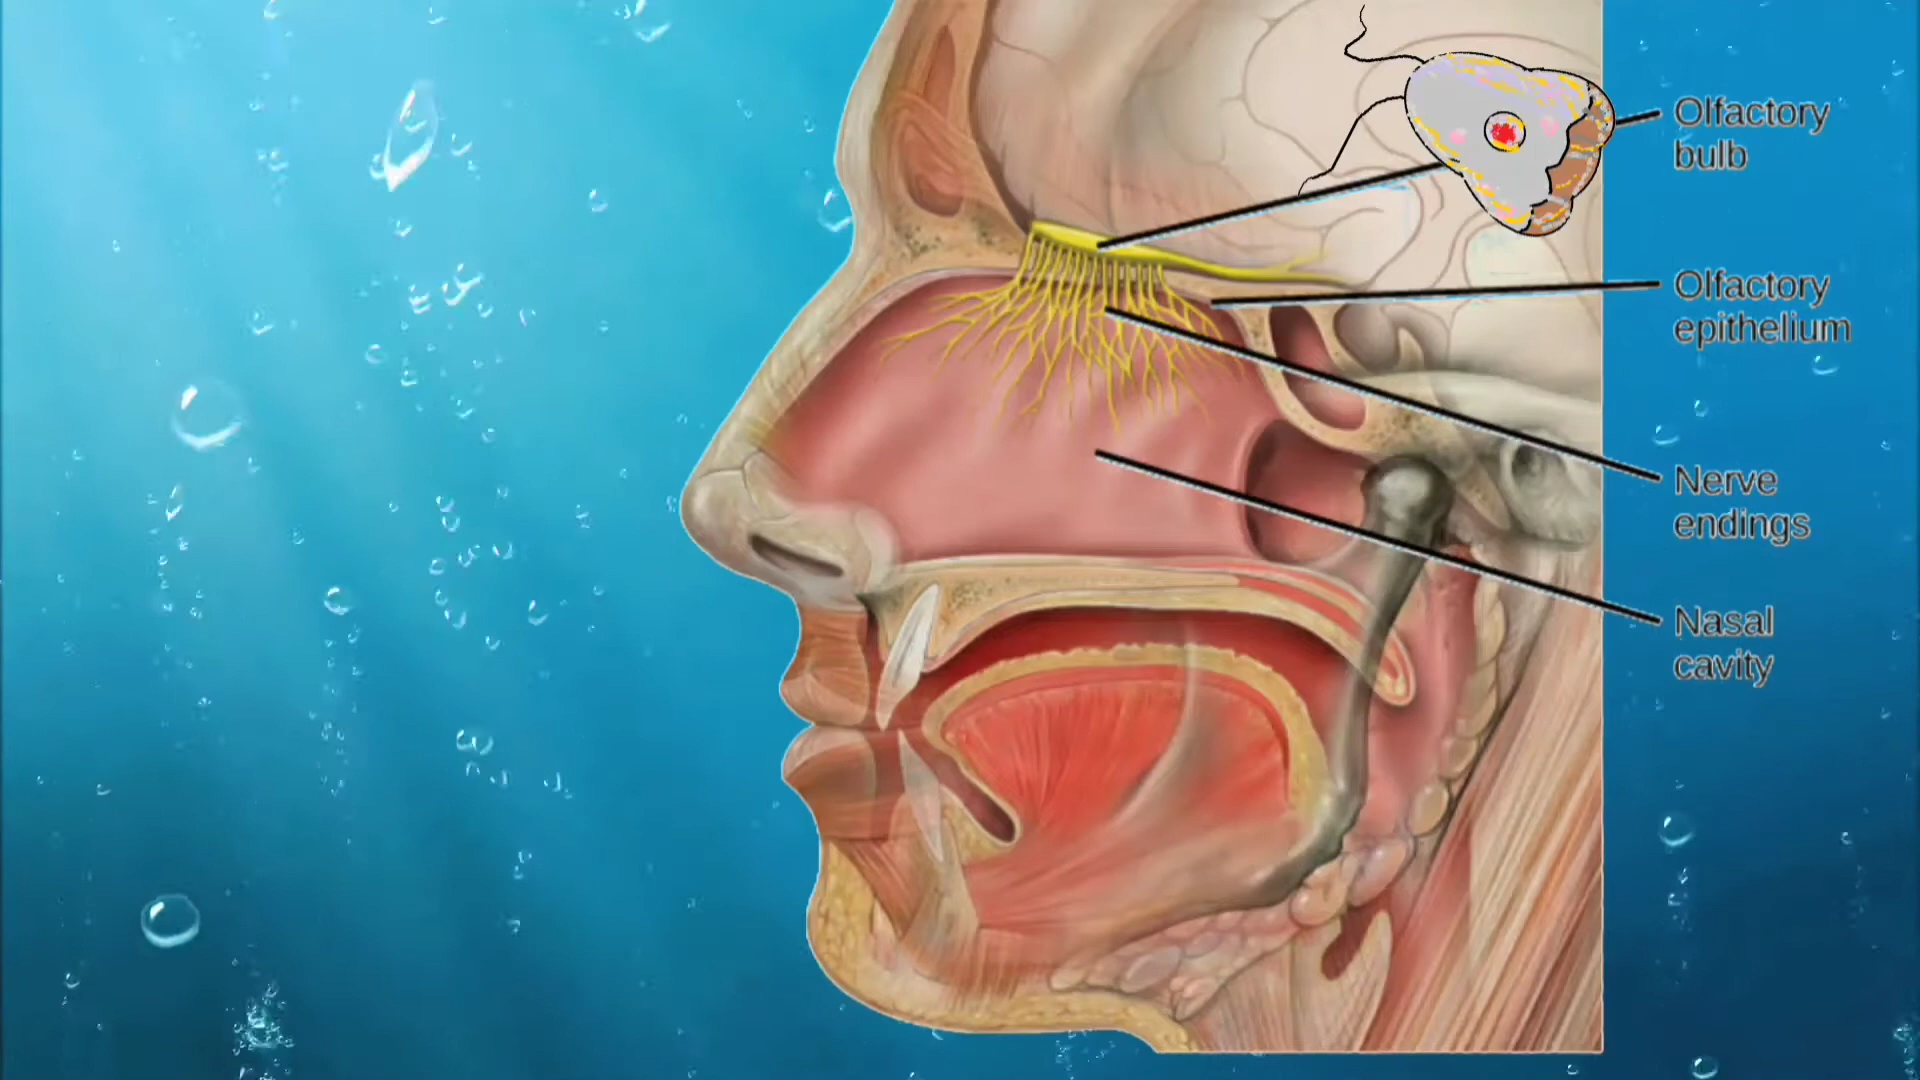 Olfactory
bulb
Olfactory
epithelium
Nerve
endings
Nasal
cavity